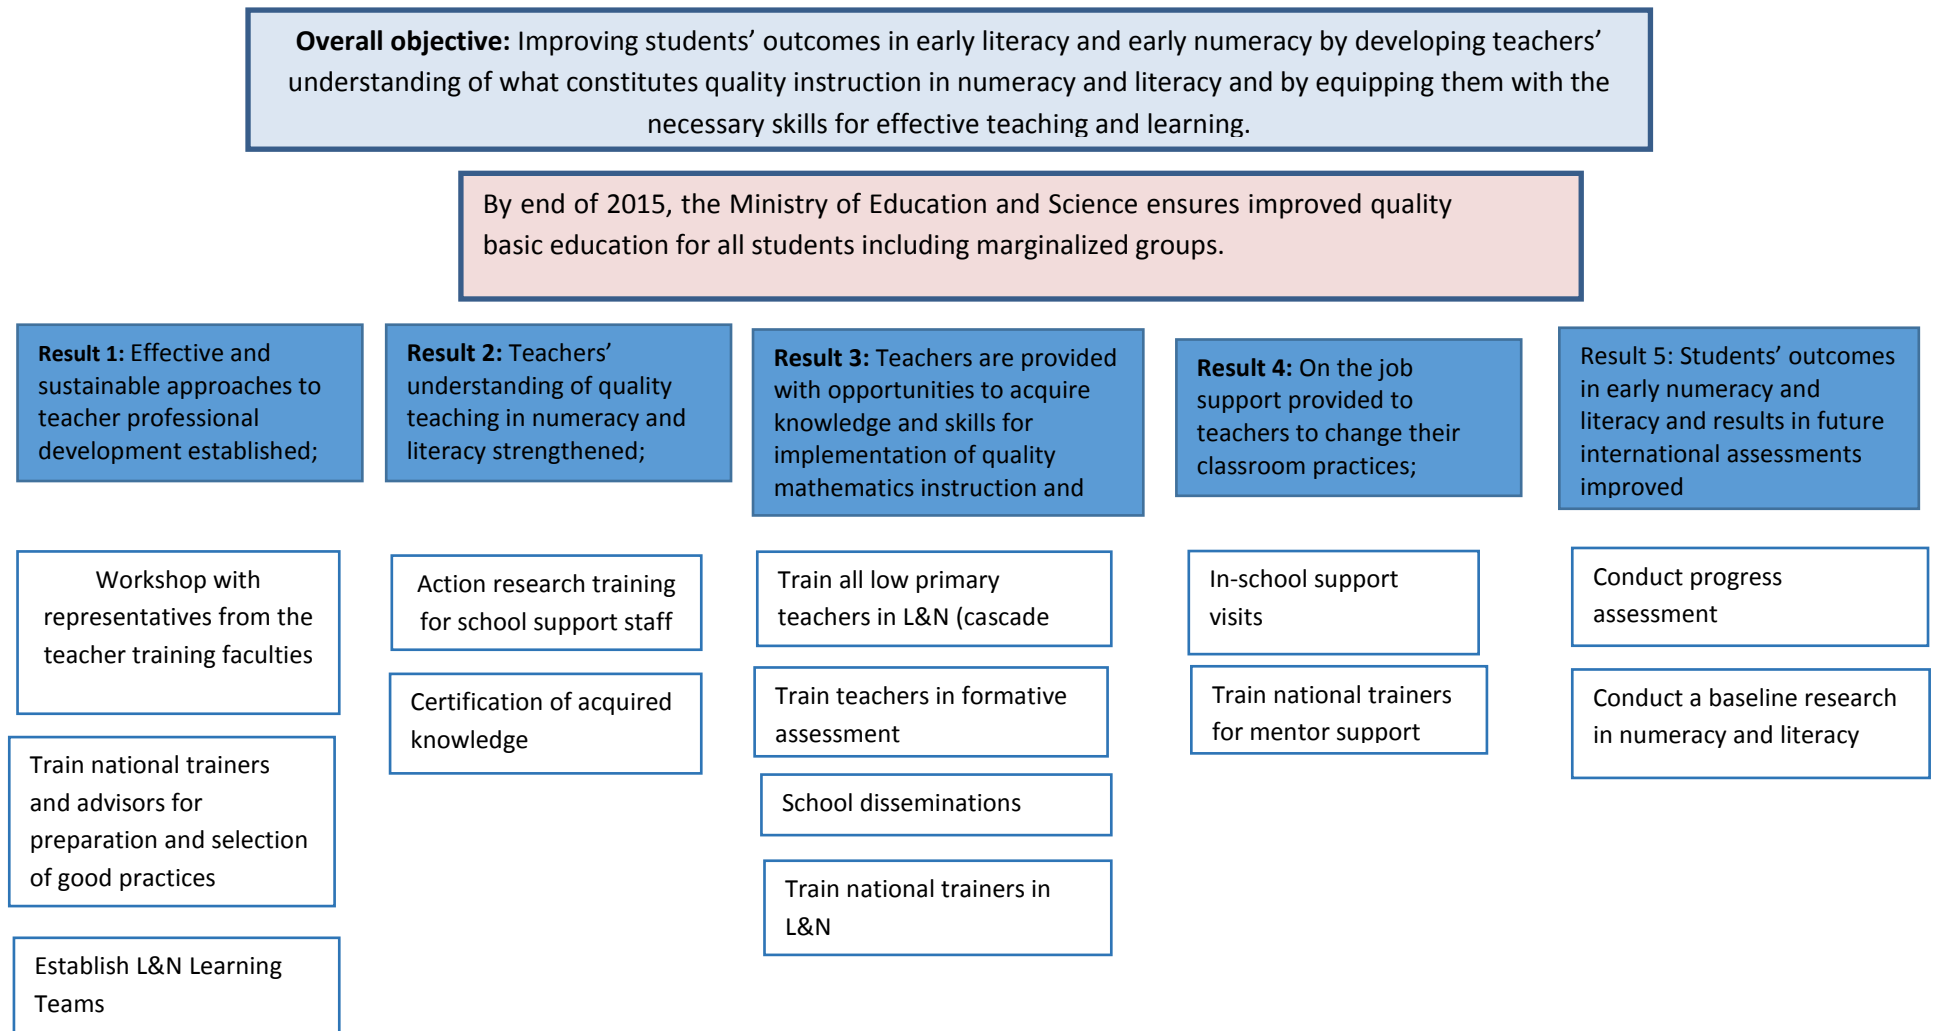 Overall objective: Improving students’ outcomes in early literacy and early numeracy by developing teachers’
understanding of what constitutes quality instruction in numeracy and literacy and by equipping them with the
necessary skills for effective teaching and learning.
By end of 2015, the Ministry of Education and Science ensures improved quality
basic education for all students including marginalized groups.
Result 1: Effective and
sustainable approaches to
teacher professional
development established;
Result 2: Teachers’
understanding of quality
teaching in numeracy and
literacy strengthened;
Result 3: Teachers are provided
with opportunities to acquire
knowledge and skills for
implementation of quality
mathematics instruction and
Result 4: On the job
support provided to
teachers to change their
classroom practices;
Result 5: Students’ outcomes
in early numeracy and
literacy and results in future
international assessments
improved
Workshop with
representatives from the
teacher training faculties
Train national trainers
and advisors for
preparation and selection
of good practices
Establish L&N Learning
Teams
Action research training
for school support staff
Certification of acquired
knowledge
Train all low primary
teachers in L&N (cascade
Train teachers in formative
assessment
School disseminations
Train national trainers in
L&N
In-school support
visits
Train national trainers
for mentor support
Conduct progress
assessment
Conduct a baseline research
in numeracy and literacy